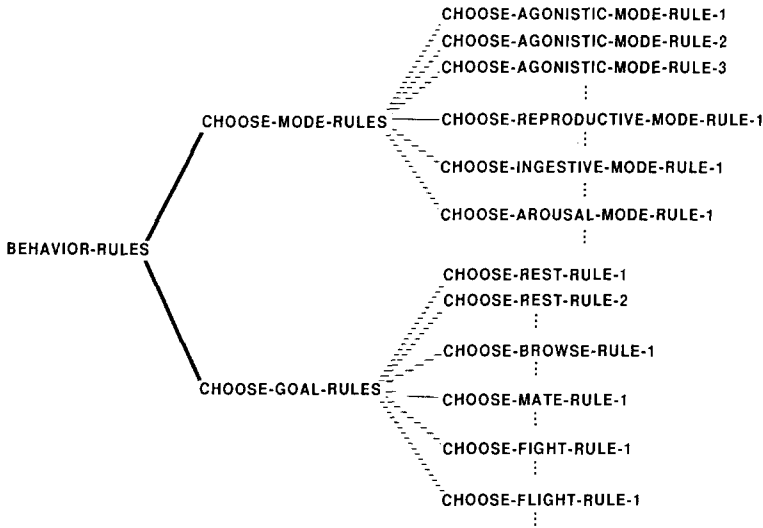 CHOOSE-AGONISTIC-MODE-RULE-1
CHOOSE-AGONISTIC-MODE-RULE-2
CHOOSE-AGONISTIC-MODE-RULE-3
CHOOSE-MODE-RULES
CHOOSE-REPRODUCTIVE-MODE-RULE-1
CHOOSE-INGESTIVE-MODE-RULE-1
CHOOSE-AROUSAL-MODE-RULE-1
BEHAVIOR-RULES
CHOOSE-REST-RULE-1
CHOOSE-REST-RULE-2
CHOOSE-BROWSE-RULE-1
CHOOSE-GOAL-RULES
CHOOSE-MATE-RULE-1
CHOOSE-FIGHT-RULE-1
CHOOSE-FLIGHT-RULE-1